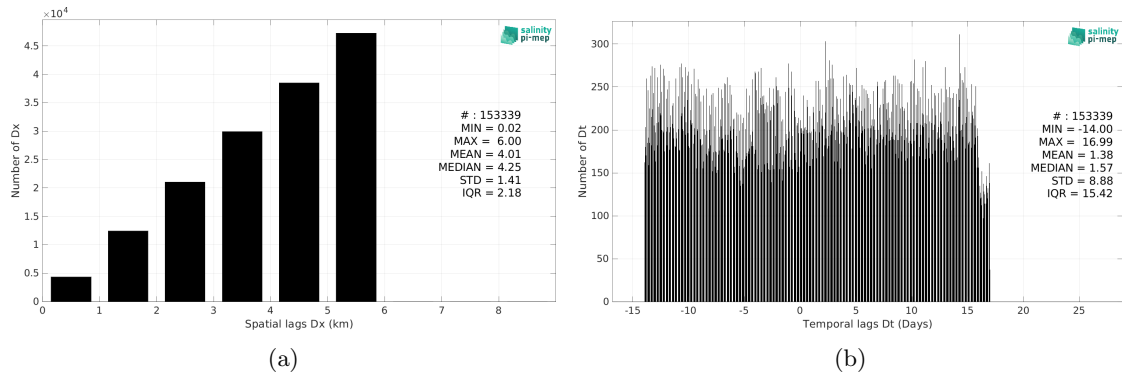 ×10⁴
4.5
4
3.5
3
2.5
2
1.5
1
0.5
0
Number of Dx
0 1 2 3 4 5 6 7 8
Spatial lags Dx (km)
salinity
pi-mep
# : 153339
MIN = 0.02
MAX = 6.00
MEAN = 4.01
MEDIAN = 4.25
STD = 1.41
IQR = 2.18
(a)
300
250
200
150
100
50
0
Number of Dt
-15 -10 -5 0 5 10 15 20 25
Temporal lags Dt (Days)
salinity
pi-mep
# : 153339
MIN = -14.00
MAX = 16.99
MEAN = 1.38
MEDIAN = 1.57
STD = 8.88
IQR = 15.42
(b)